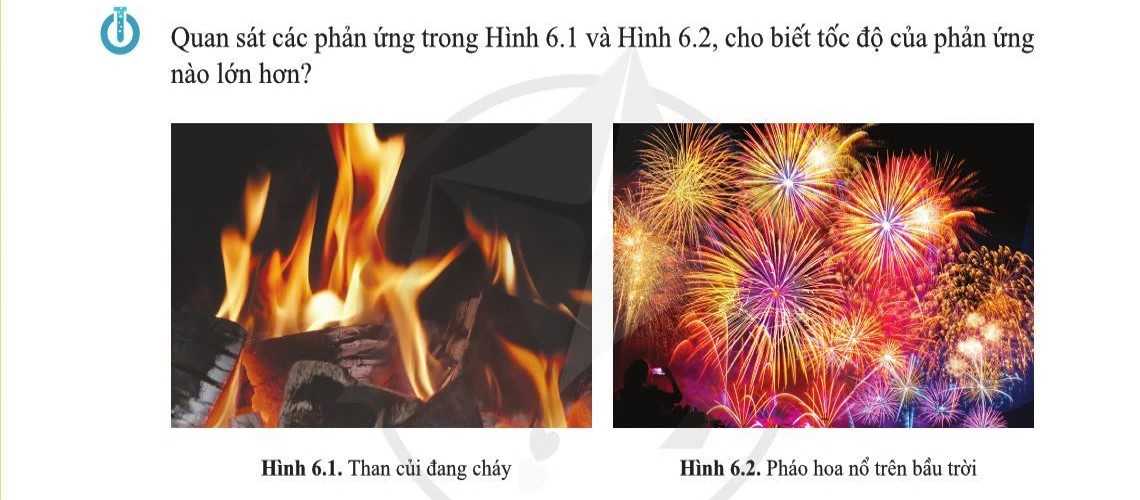 Quan sát các phản ứng trong Hình 6.1 và Hình 6.2, cho biết tốc độ của phản ứng
nào lớn hơn?
Hình 6.1. Than củi đang cháy
Hình 6.2. Pháo hoa nổ trên bầu trời